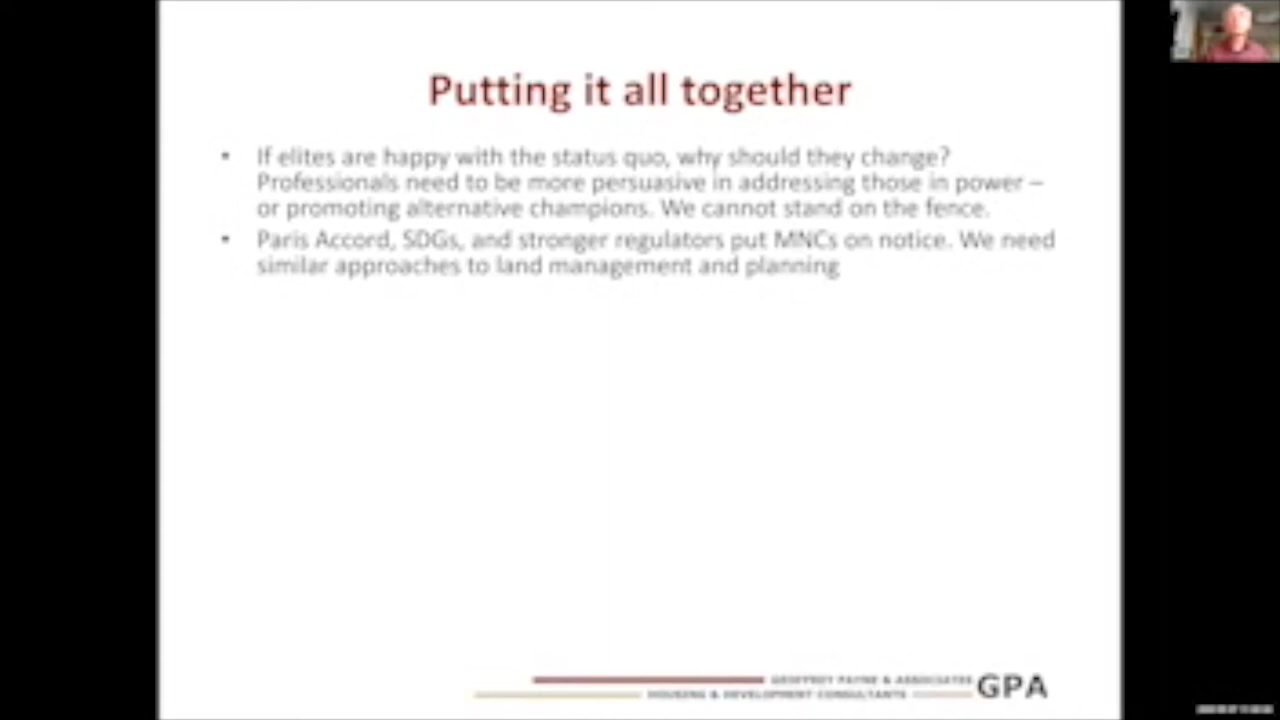 Putting it all together
• If elites are happy with the status quo, why should they change?
Professionals need to be more persuasive in addressing those in power –
or promoting alternative champions. We cannot stand on the fence.
• Paris Accord, SDGs, and stronger regulators put MNCs on notice. We need
similar approaches to land management and planning
GEOFFREY PAYNE & ASSOCIATES
HOUSING & DEVELOPMENT CONSULTANTS
GPA